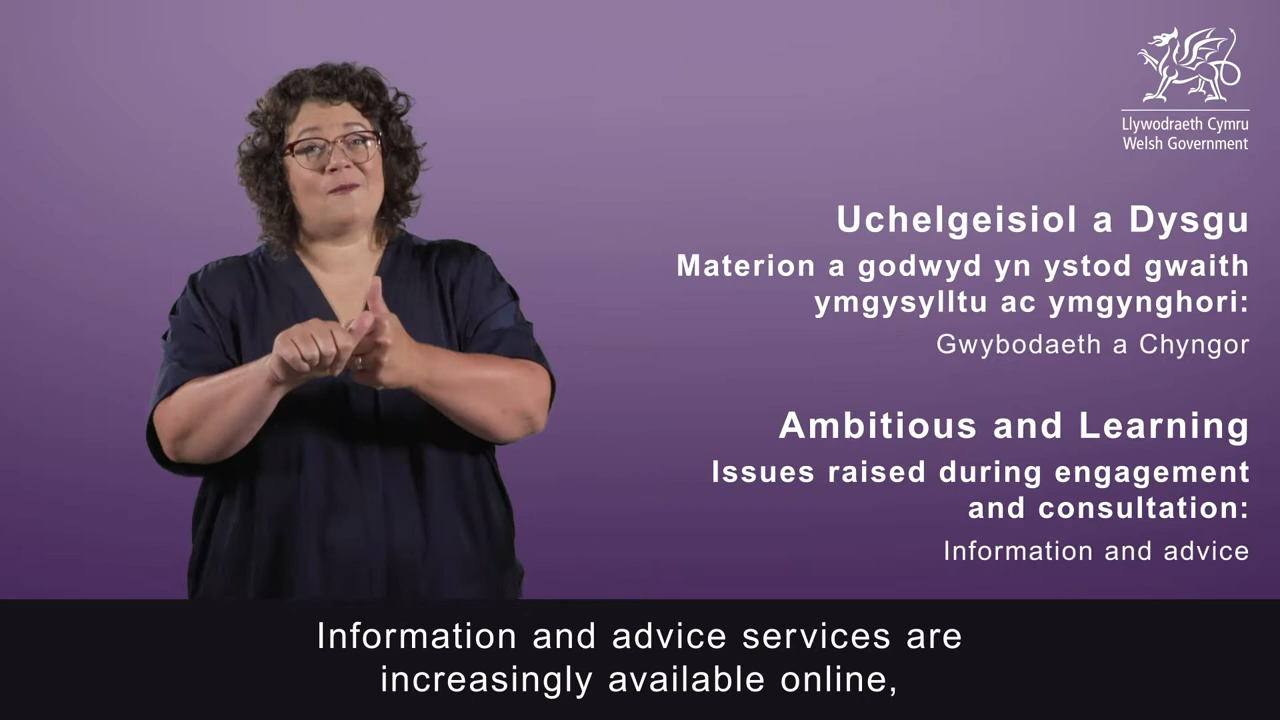 Llywodraeth Cymru
Welsh Government
Uchelgeisiol a Dysgu
Materion a godwyd yn ystod gwaith
ymgysylltu ac ymgynghori:
Gwybodaeth a Chyngor
Ambitious and Learning
Issues raised during engagement
and consultation:
Information and advice
Information and advice services are
increasingly available online,